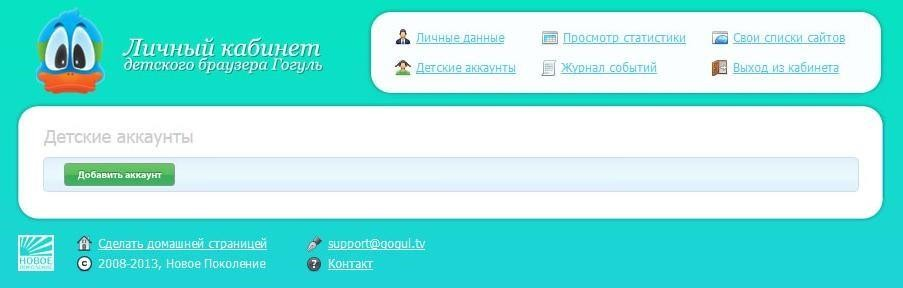 Личный кабинет
детского браузера Гогуль
Личные данные
Просмотр статистики
Свои списки сайтов
Детские аккаунты
Журнал событий
Выход из кабинета
Детские аккаунты
Добавить аккаунт
НОВОЕ
ПОКОЛЕНИЕ
Сделать домашней страницей
support@gogul.tv
2008-2013, Новое Поколение
Контакт